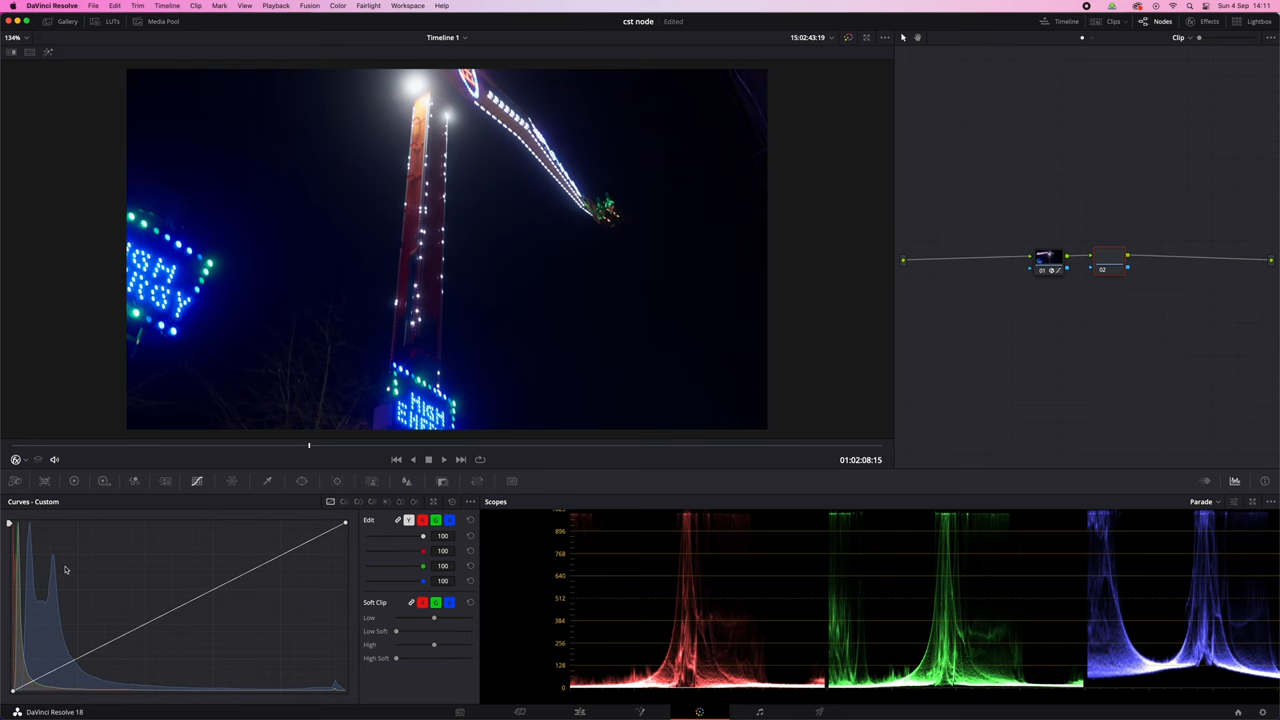 DaVinci Resolve File Edit Trim Timeline Clip Mark View Playback Fusion Color Fairlight Workspace Help Sun 4 Sep 14:11
Gallery LUTs Media Pool cst node Edited Timeline Clips Nodes Effects Lightbox
134% Timeline 1 15:02:43:19 Clip
HIGH
01 02
01:02:08:15
Curves - Custom Scopes Parade
Edit Y R G B
100
100
100
100
Soft Clip R G B
Low
Low Soft
High
High Soft
1023
896
768
640
512
384
256
128
0
DaVinci Resolve 18